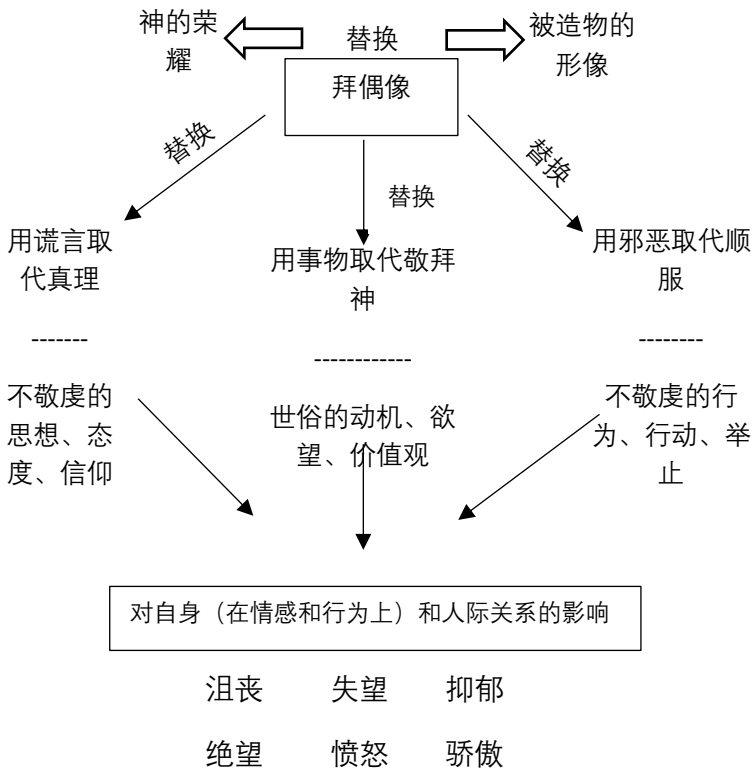 神的荣
耀
替换
被造物的
形像
拜偶像
替换
替换
替换
用谎言取
代真理
用事物取代敬拜
神
用邪恶取代顺
服
-------
------------
--------
不敬虔的
思想、态
度、信仰
世俗的动机、欲
望、价值观
不敬虔的行
为、行动、举
止
对自身（在情感和行为上）和人际关系的影响
沮丧 失望 抑郁
绝望 愤怒 骄傲